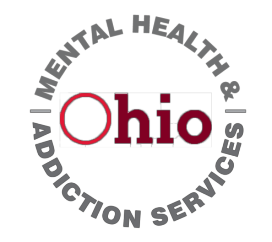 MENTAL HEALTH &
Ohio
ADDICTION SERVICES